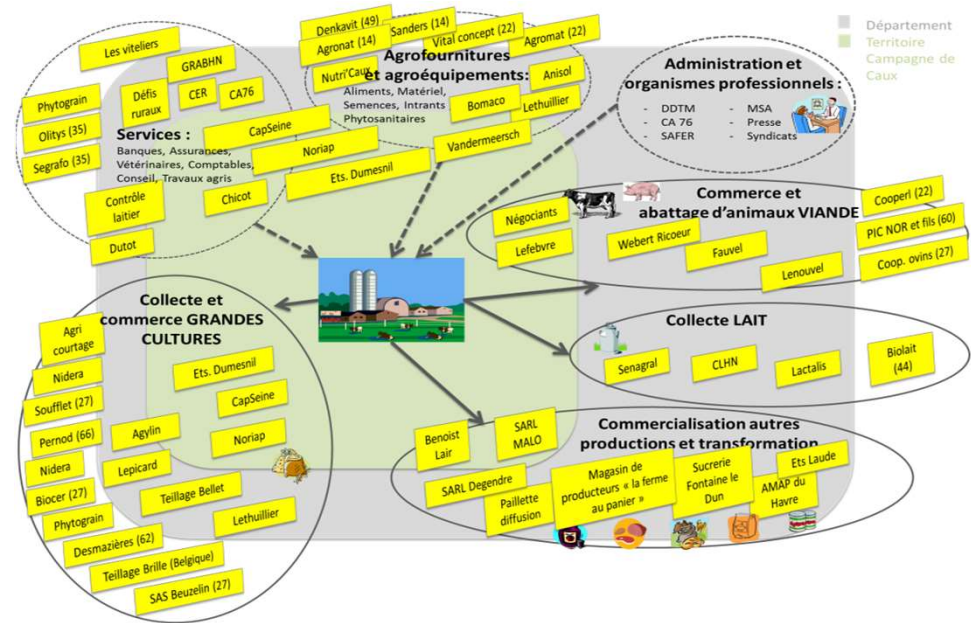 Département
Territoire
Campagne de
Caux
Les viteliers
GRABHN
Phytograin
Défis
ruraux
CER
CA76
Olitys (35)
Segrafo (35)
Services :
Banques, Assurances,
Vétérinaires, Comptables,
Conseil, Travaux agris
CapSeine
Noriap
Ets. Dumesnil
Contrôle
laitier
Chicot
Dutot
Denkavit (49)
Sanders (14)
Vital concept (22)
Agromat (22)
Agronat (14)
Nutri'Caux
Agrofournitures
et agroéquipements:
Aliments, Matériel,
Semences, Intrants
Phytosanitaires
Anisol
Bomaco
Lethuillier
Vandermeersch
Administration et
organismes professionnels :
- DDTM
- CA 76
- SAFER
- MSA
- Presse
- Syndicats
Commerce et
abattage d'animaux VIANDE
Négociants
Lefebvre
Webert Ricoeur
Fauvel
Lenouvel
Cooperl (22)
PIC NOR et fils (60)
Coop. ovins (27)
Collecte LAIT
Senagral
CLHN
Lactalis
Biolait
(44)
Collecte et
commerce GRANDES
CULTURES
Agri
courtage
Nidera
Soufflet (27)
Pernod (66)
Nidera
Biocer (27)
Phytograin
Desmazières (62)
Teillage Brille (Belgique)
SAS Beuzelin (27)
Ets. Dumesnil
CapSeine
Agylin
Noriap
Lepicard
Teillage Bellet
Lethuillier
Commercialisation autres
productions et transformation
Benoist
Lair
SARL
MALO
SARL Degendre
Paillette
diffusion
Magasin de
producteurs « la ferme
au panier »
Sucrerie
Fontaine le
Dun
Ets Laude
AMAP du
Havre